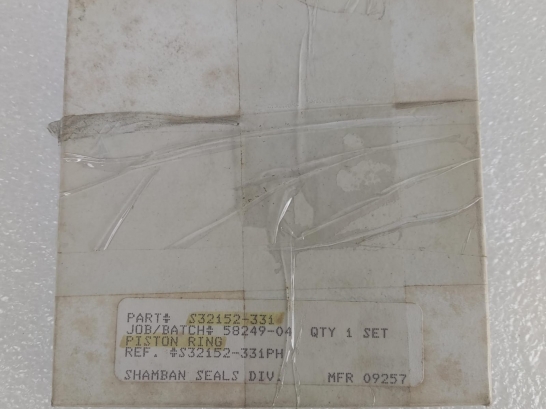 PART# S32152-331
JOB/BATCH# 58249-04 QTY 1 SET
PISTON RING
REF. #S32152-331PH
SHAMBAN SEALS DIV. MFR 09257